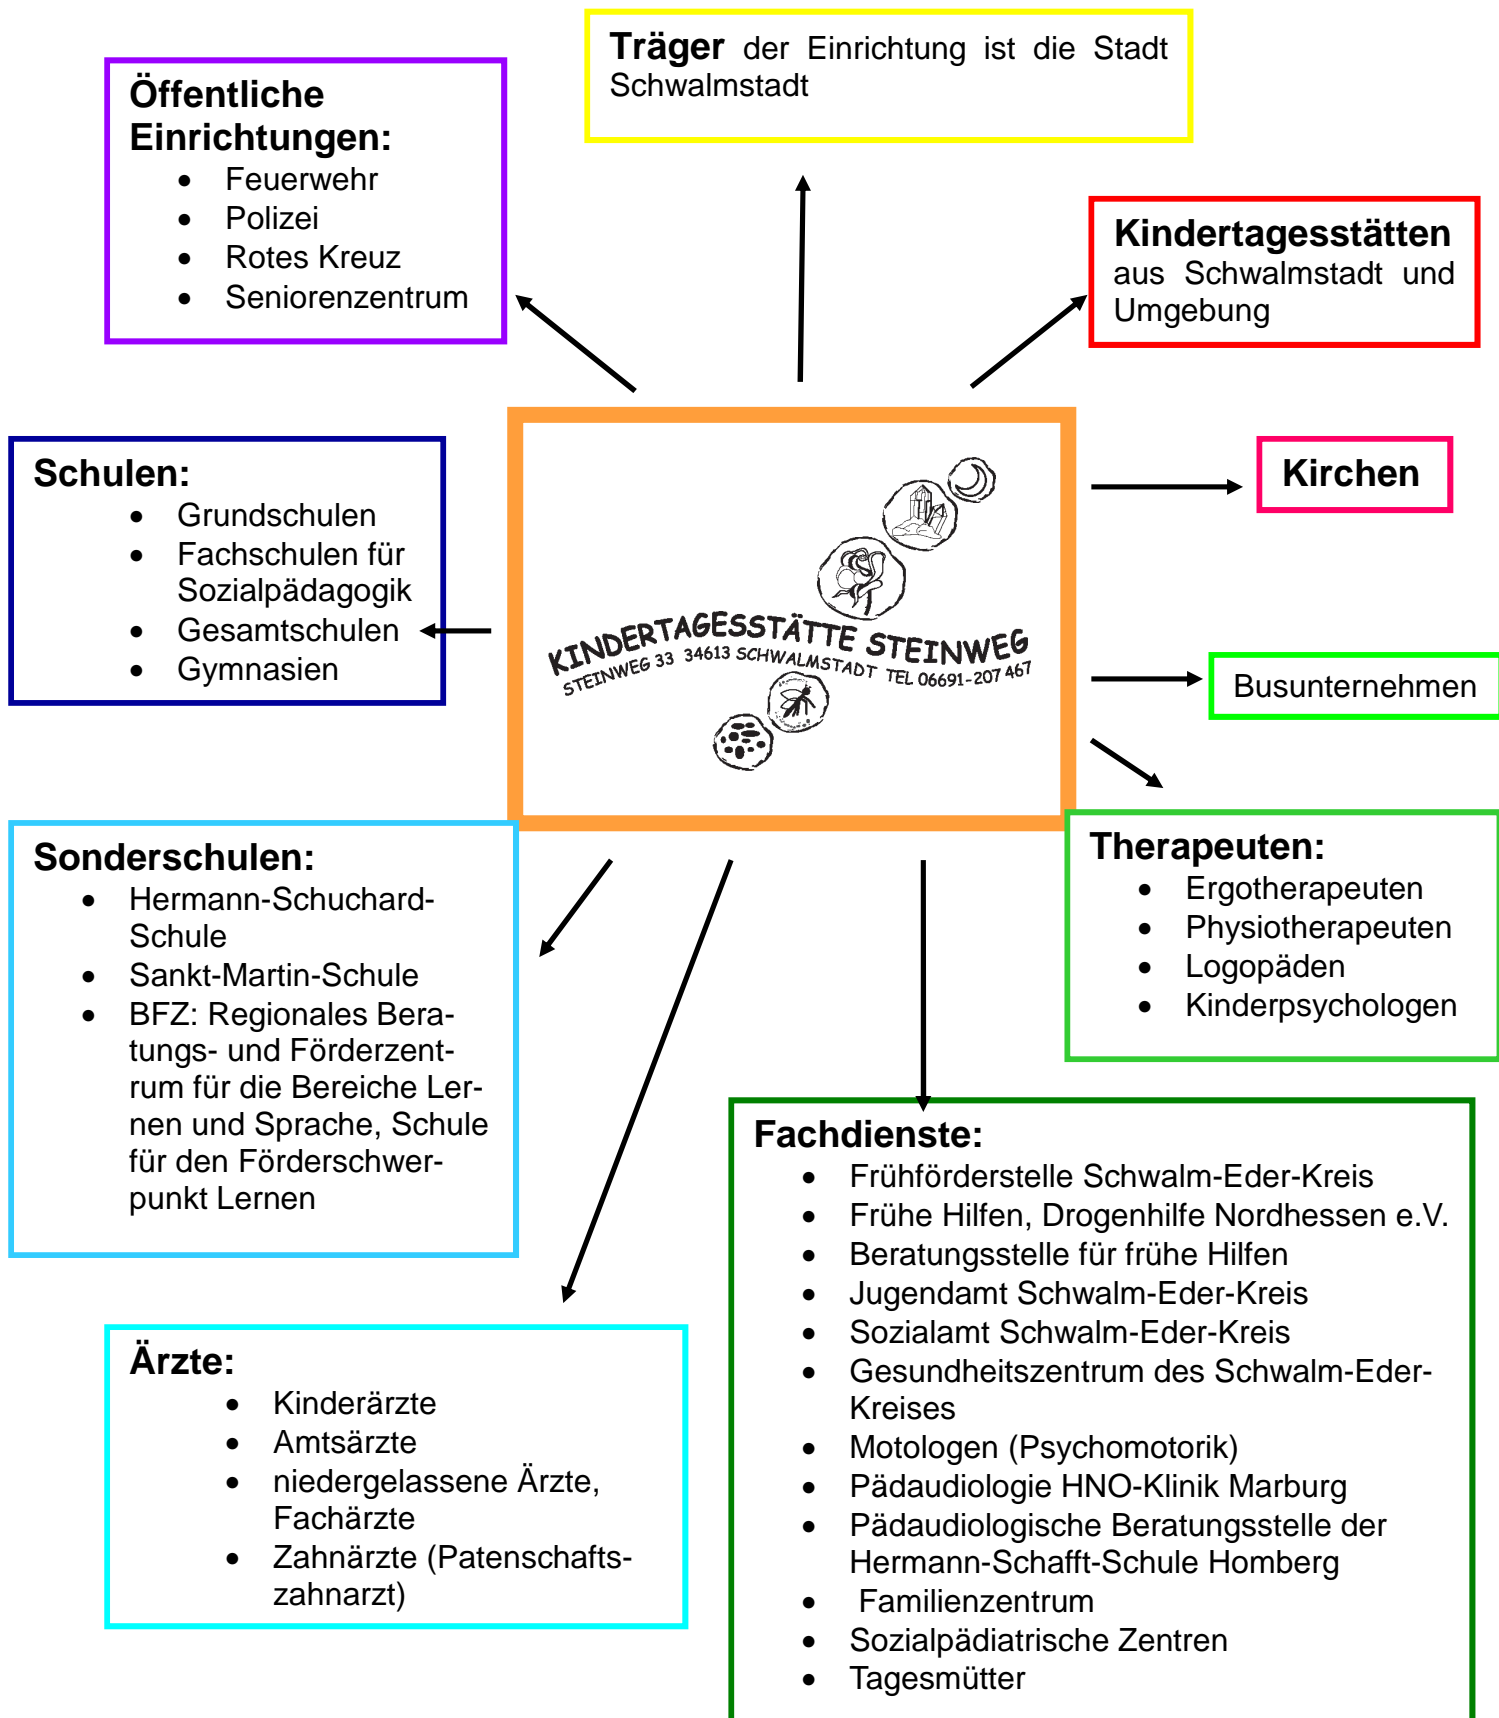 Träger der Einrichtung ist die Stadt
Schwalmstadt
Öffentliche
Einrichtungen:
• Feuerwehr
• Polizei
• Rotes Kreuz
• Seniorenzentrum
Kindertagesstätten
aus Schwalmstadt und
Umgebung
Schulen:
• Grundschulen
• Fachschulen für
Sozialpädagogik
• Gesamtschulen
• Gymnasien
KINDERTAGESSTÄTTE STEINWEG
STEINWEG 33 34613 SCHWALMSTADT TEL 06691-207 467
Kirchen
Busunternehmen
Sonderschulen:
• Hermann-Schuchard-
Schule
• Sankt-Martin-Schule
• BFZ: Regionales Bera-
tungs- und Förderzent-
rum für die Bereiche Ler-
nen und Sprache, Schule
für den Förderschwer-
punkt Lernen
Therapeuten:
• Ergotherapeuten
• Physiotherapeuten
• Logopäden
• Kinderpsychologen
Ärzte:
• Kinderärzte
• Amtsärzte
• niedergelassene Ärzte,
Fachärzte
• Zahnärzte (Patenschafts-
zahnarzt)
Fachdienste:
• Frühförderstelle Schwalm-Eder-Kreis
• Frühe Hilfen, Drogenhilfe Nordhessen e.V.
• Beratungsstelle für frühe Hilfen
• Jugendamt Schwalm-Eder-Kreis
• Sozialamt Schwalm-Eder-Kreis
• Gesundheitszentrum des Schwalm-Eder-
Kreises
• Motologen (Psychomotorik)
• Pädaudiologie HNO-Klinik Marburg
• Pädaudiologische Beratungsstelle der
Hermann-Schafft-Schule Homberg
• Familienzentrum
• Sozialpädiatrische Zentren
• Tagesmütter